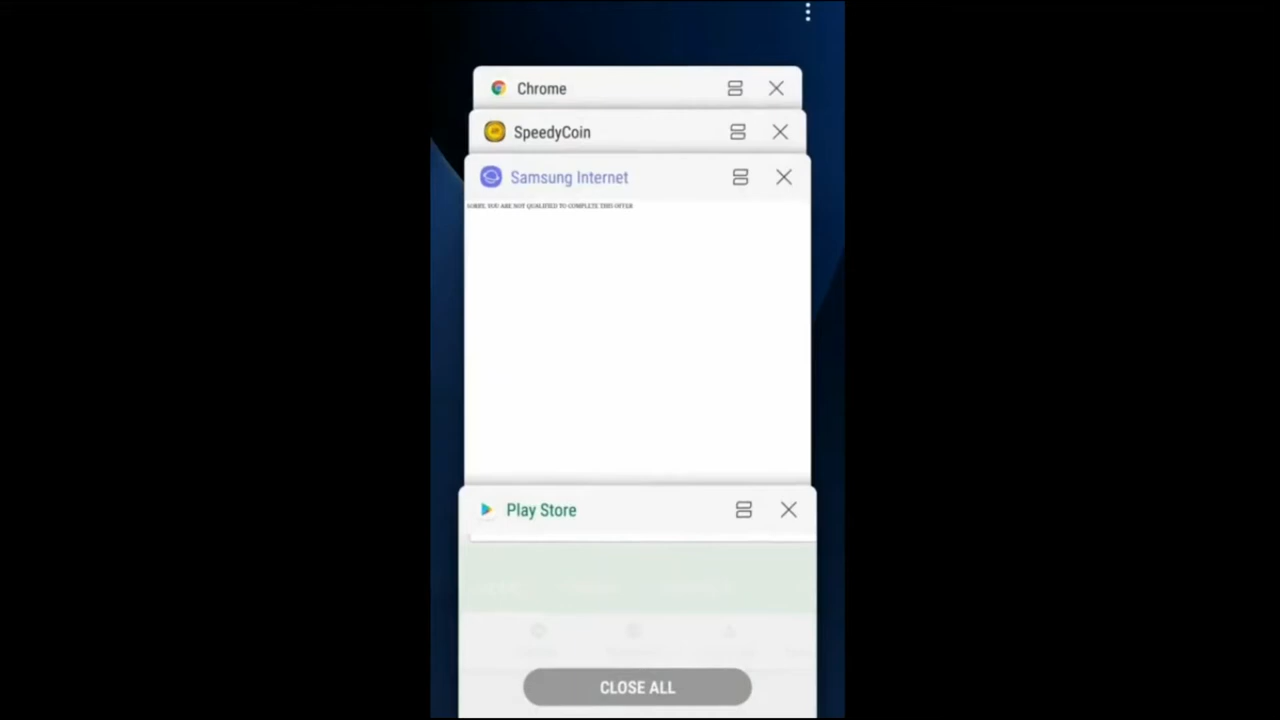 Chrome
SpeedyCoin
Samsung Internet
SORRY, YOU ARE NOT QUALIFIED TO COMPLETE THIS OFFER
Play Store
CLOSE ALL